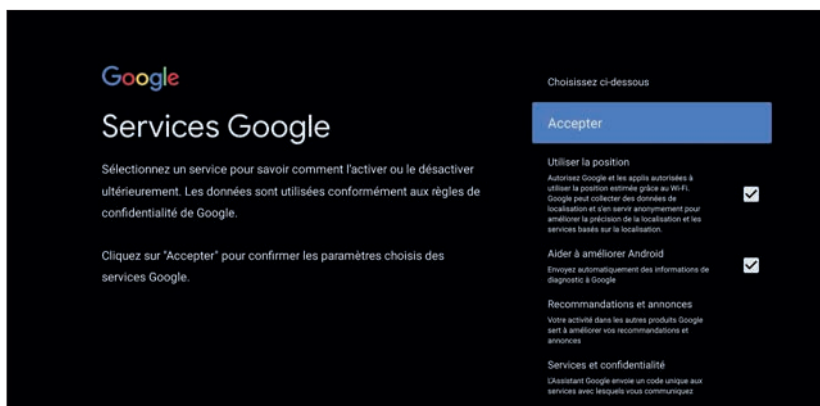 Google
Services Google
Sélectionnez un service pour savoir comment l'activer ou le désactiver
ultérieurement. Les données sont utilisées conformément aux règles de
confidentialité de Google.
Cliquez sur "Accepter" pour confirmer les paramètres choisis des
services Google.
Choisissez ci-dessous
Accepter
Utiliser la position
Autorisez Google et les applis autorisées à
utiliser la position estimée grâce au Wi-Fi.
Google peut collecter des données de
localisation et s'en servir anonymement pour
améliorer la précision de la localisation et les
services basés sur la localisation.
Aider à améliorer Android
Envoyez automatiquement des informations de
diagnostic à Google
Recommandations et annonces
Votre activité dans les autres produits Google
sert à améliorer vos recommandations et
annonces
Services et confidentialité
L'Assistant Google envoie un code unique aux
services avec lesquels vous communiquez